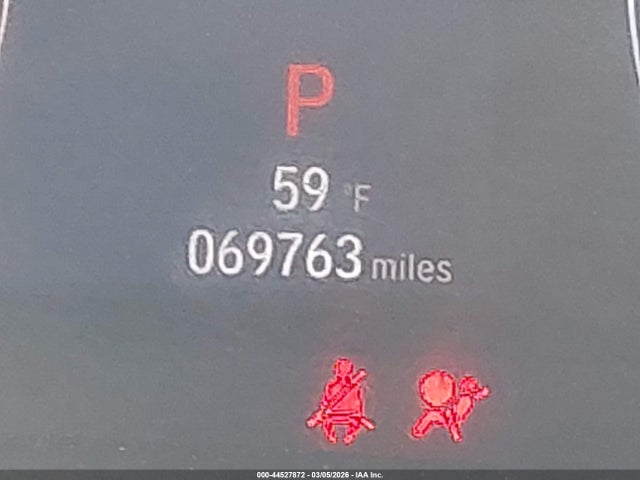 P
59 °F
069763 miles
000-44527872 - 03/05/2026 - IAA Inc.